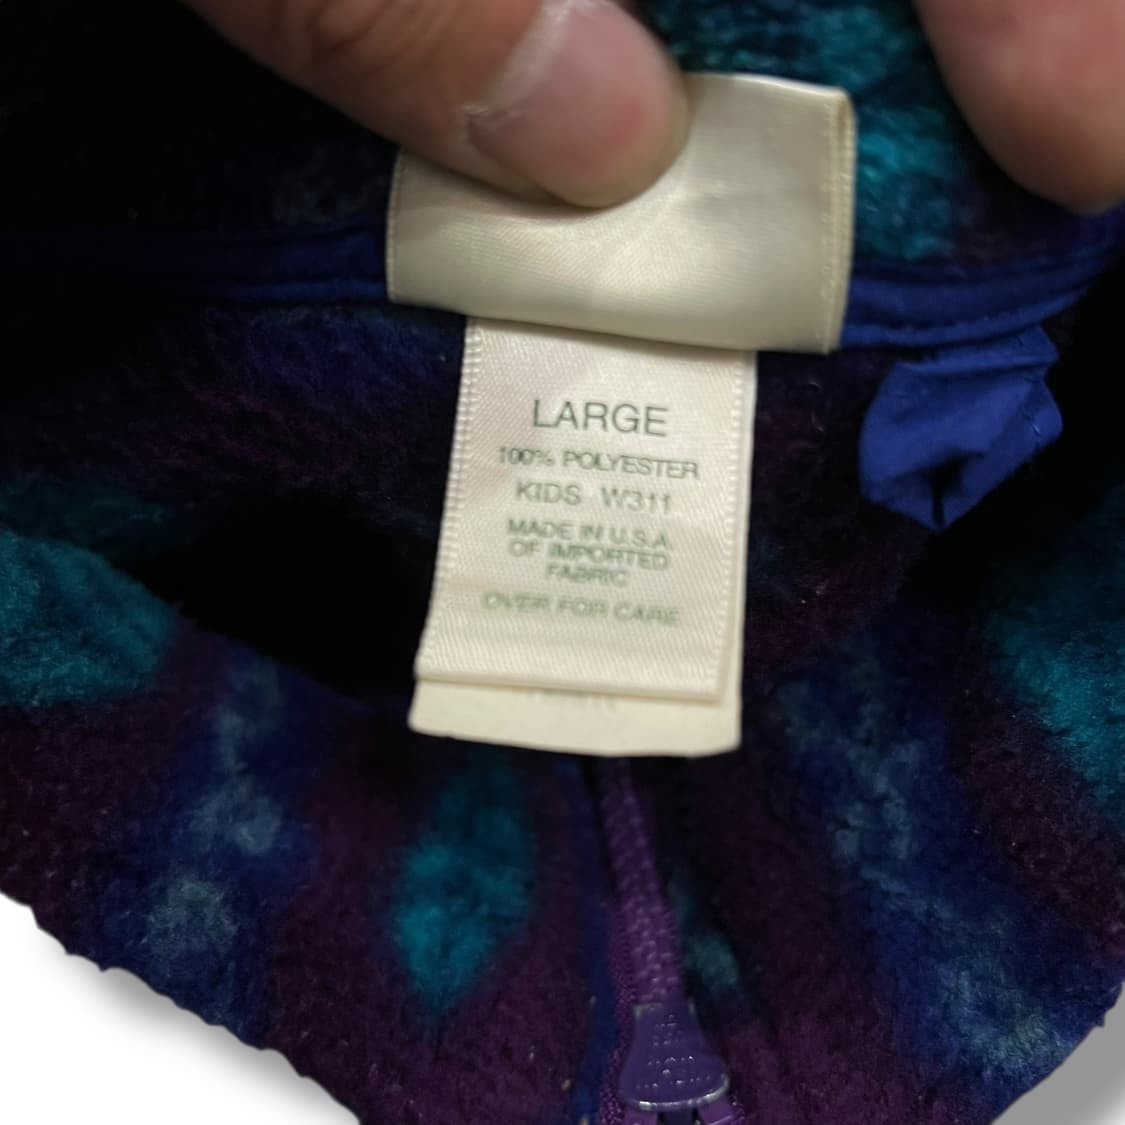 LARGE
100% POLYESTER
KIDS W311
MADE IN U.S.A.
OF IMPORTED
FABRIC
OVER FOR CARE